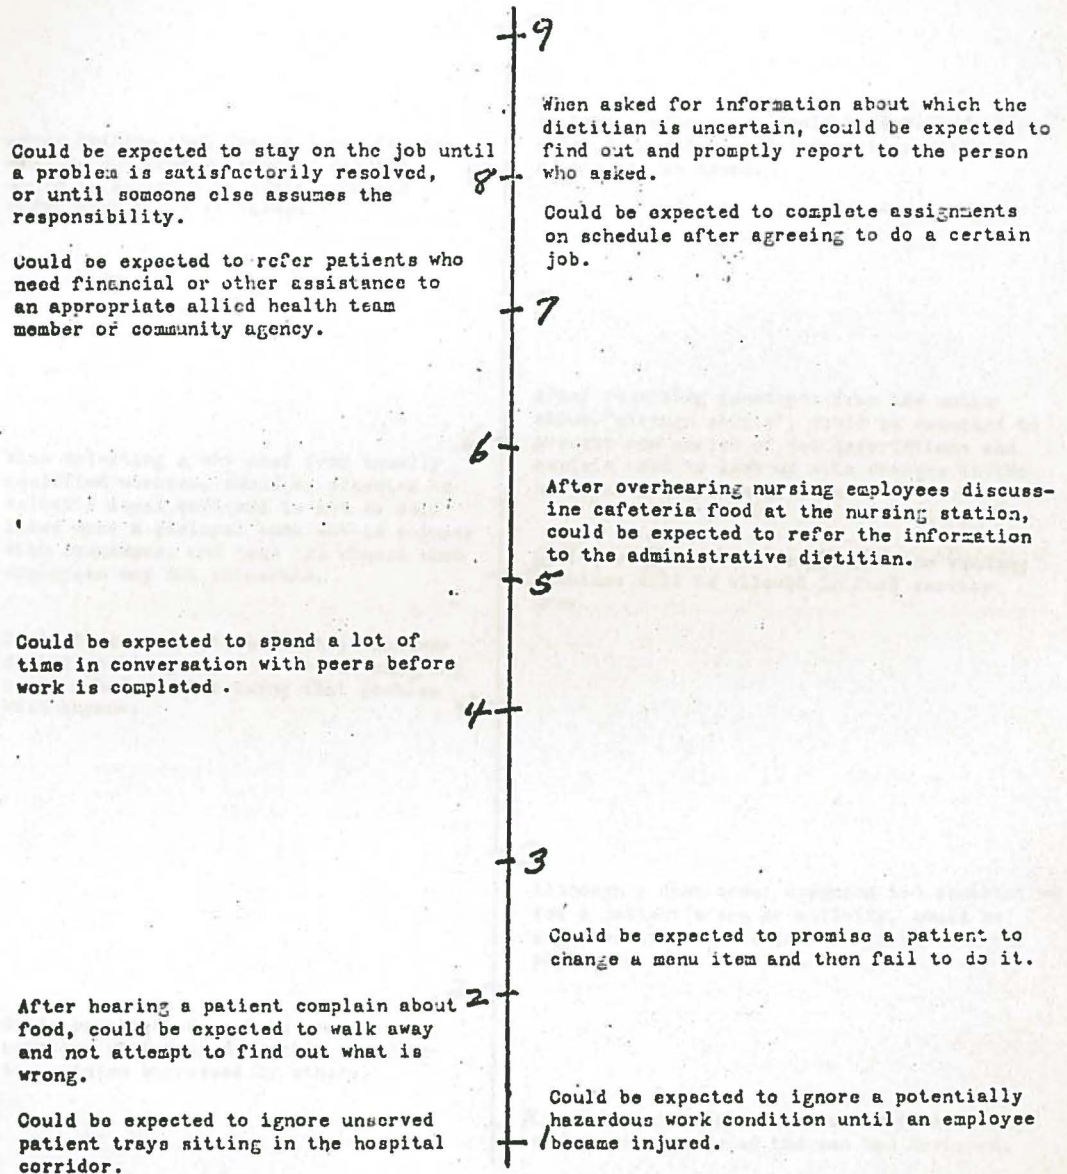 9
When asked for information about which the
dietitian is uncertain, could be expected to
find out and promptly report to the person
who asked.
Could be expected to stay on the job until
a problem is satisfactorily resolved,
or until someone else assumes the
responsibility.
8
Could be expected to complete assignments
on schedule after agreeing to do a certain
job.
Could be expected to refer patients who
need financial or other assistance to
an appropriate allied health team
member or community agency.
7
6
After overhearing nursing employees discuss-
ine cafeteria food at the nursing station,
could be expected to refer the information
to the administrative dietitian.
5
Could be expected to spend a lot of
time in conversation with peers before
work is completed .
4
3
Could be expected to promise a patient to
change a menu item and then fail to do it.
2
After hearing a patient complain about
food, could be expected to walk away
and not attempt to find out what is
wrong.
Could be expected to ignore unserved
patient trays sitting in the hospital
corridor.
Could be expected to ignore a potentially
hazardous work condition until an employee
became injured.
1